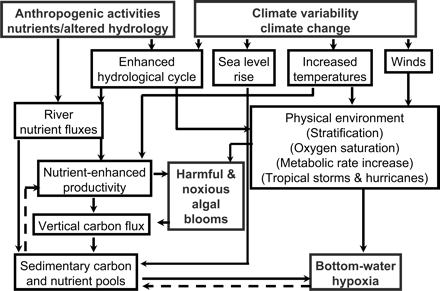 Anthropogenic activities
nutrients/altered hydrology
Climate variability
climate change
Enhanced
hydrological cycle
Sea level
rise
Increased
temperatures
Winds
River
nutrient fluxes
Physical environment
(Stratification)
(Oxygen saturation)
(Metabolic rate increase)
(Tropical storms & hurricanes)
Nutrient-enhanced
productivity
Harmful &
noxious
algal
blooms
Vertical carbon flux
Sedimentary carbon
and nutrient pools
Bottom-water
hypoxia